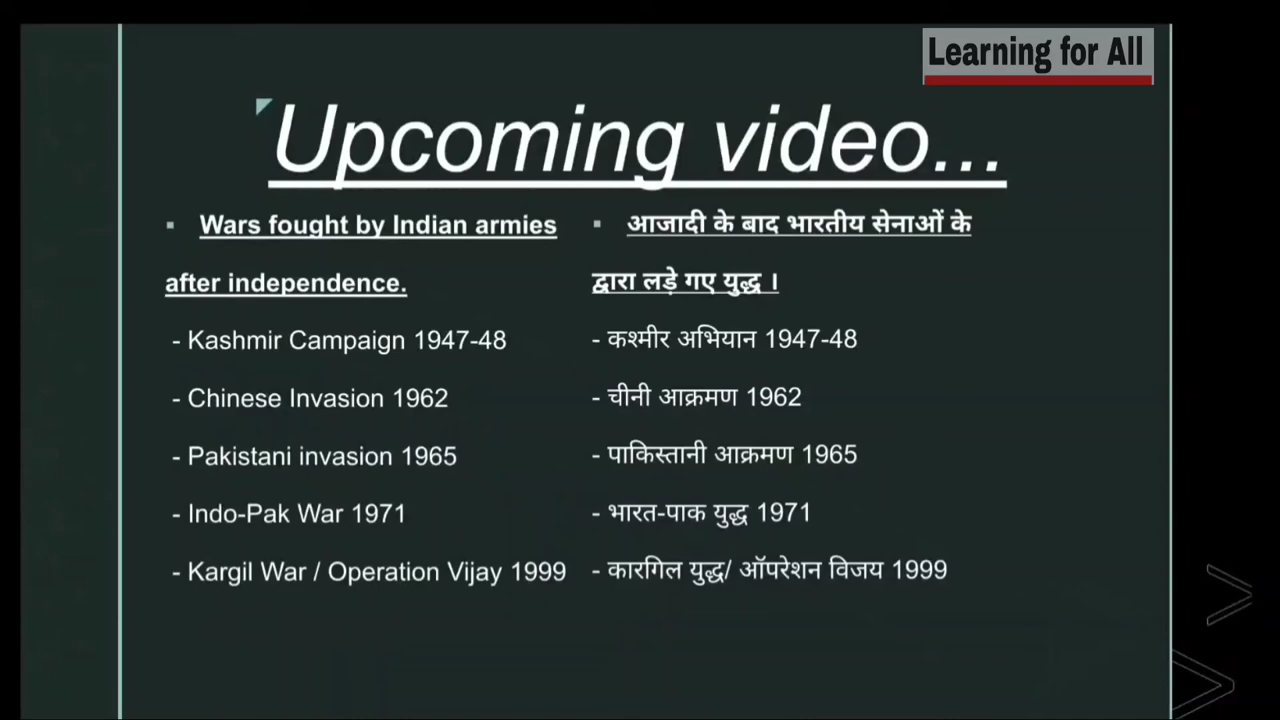 Learning for All
Upcoming video...
▪ Wars fought by Indian armies
after independence.
- Kashmir Campaign 1947-48
- Chinese Invasion 1962
- Pakistani invasion 1965
- Indo-Pak War 1971
- Kargil War / Operation Vijay 1999
▪ आजादी के बाद भारतीय सेनाओं के
द्वारा लड़े गए युद्ध ।
- कश्मीर अभियान 1947-48
- चीनी आक्रमण 1962
- पाकिस्तानी आक्रमण 1965
- भारत-पाक युद्ध 1971
- कारगिल युद्ध/ ऑपरेशन विजय 1999